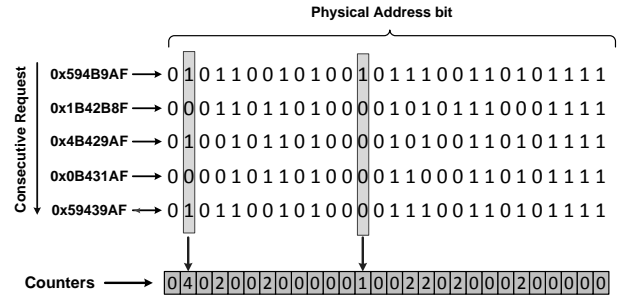 Physical Address bit
Consecutive Request
0x594B9AF 0 1 0 1 1 0 0 1 0 1 0 0 1 0 1 1 1 0 0 1 1 0 1 0 1 1 1 1
0x1B42B8F 0 0 0 0 1 0 1 1 0 1 0 0 0 0 1 0 1 0 1 1 1 0 0 0 1 1 1 1
0x4B429AF 0 1 0 0 1 0 1 1 0 1 0 0 0 0 1 0 1 0 0 1 1 0 1 0 1 1 1 1
0x0B431AF 0 0 0 0 1 0 1 1 0 1 0 0 0 0 1 1 0 0 0 1 1 0 1 0 1 1 1 1
0x59439AF 0 1 0 1 1 0 0 1 0 1 0 0 0 0 1 1 1 0 0 1 1 0 1 0 1 1 1 1
Counters 0 4 0 2 0 0 2 0 0 0 0 0 1 0 0 2 2 0 2 0 0 0 2 0 0 0 0 0